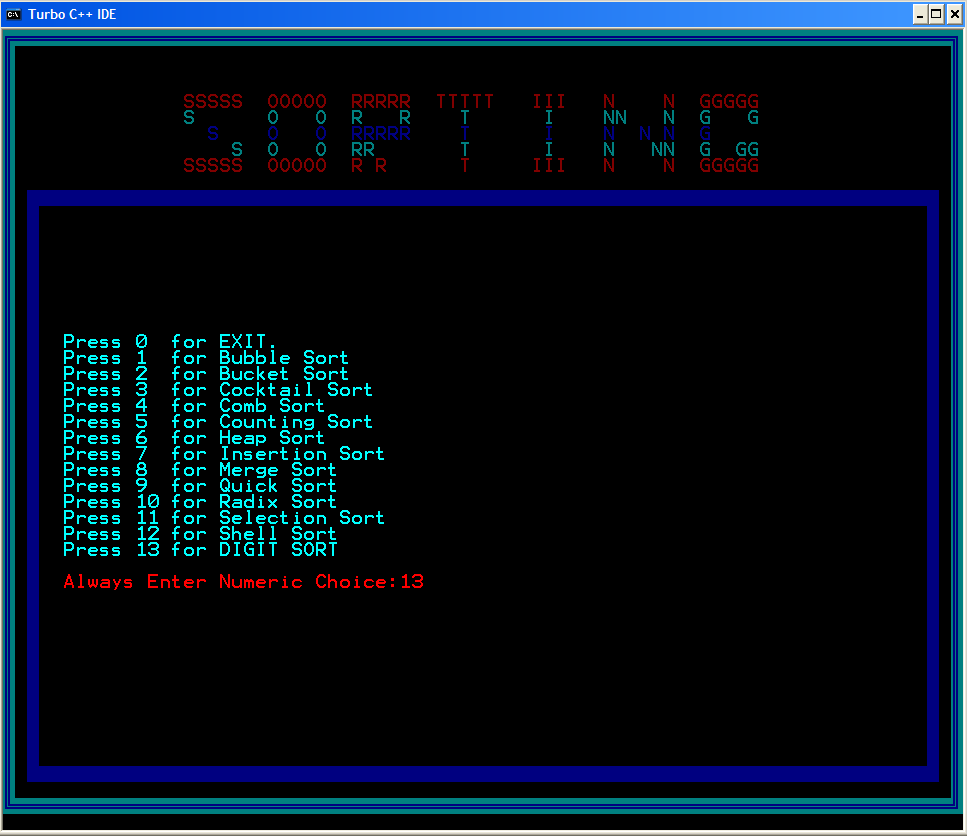 Turbo C++ IDE
SSSSS  OOOOO  RRRRR  TTTTT   III   N    N  GGGGG
S      O   O  R   R    T      I    NN   N  G   G
  S    O   O  RRRRR    T      I    N  N N  G
    S  O   O  RR       T      I    N   NN  G  GG
SSSSS  OOOOO  R R      T     III   N    N  GGGGG
Press 0  for EXIT.
Press 1  for Bubble Sort
Press 2  for Bucket Sort
Press 3  for Cocktail Sort
Press 4  for Comb Sort
Press 5  for Counting Sort
Press 6  for Heap Sort
Press 7  for Insertion Sort
Press 8  for Merge Sort
Press 9  for Quick Sort
Press 10 for Radix Sort
Press 11 for Selection Sort
Press 12 for Shell Sort
Press 13 for DIGIT SORT
Always Enter Numeric Choice:13